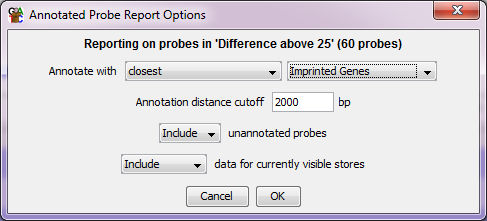 Annotated Probe Report Options
Reporting on probes in 'Difference above 25' (60 probes)
Annotate with closest Imprinted Genes
Annotation distance cutoff 2000 bp
Include unannotated probes
Include data for currently visible stores
Cancel OK